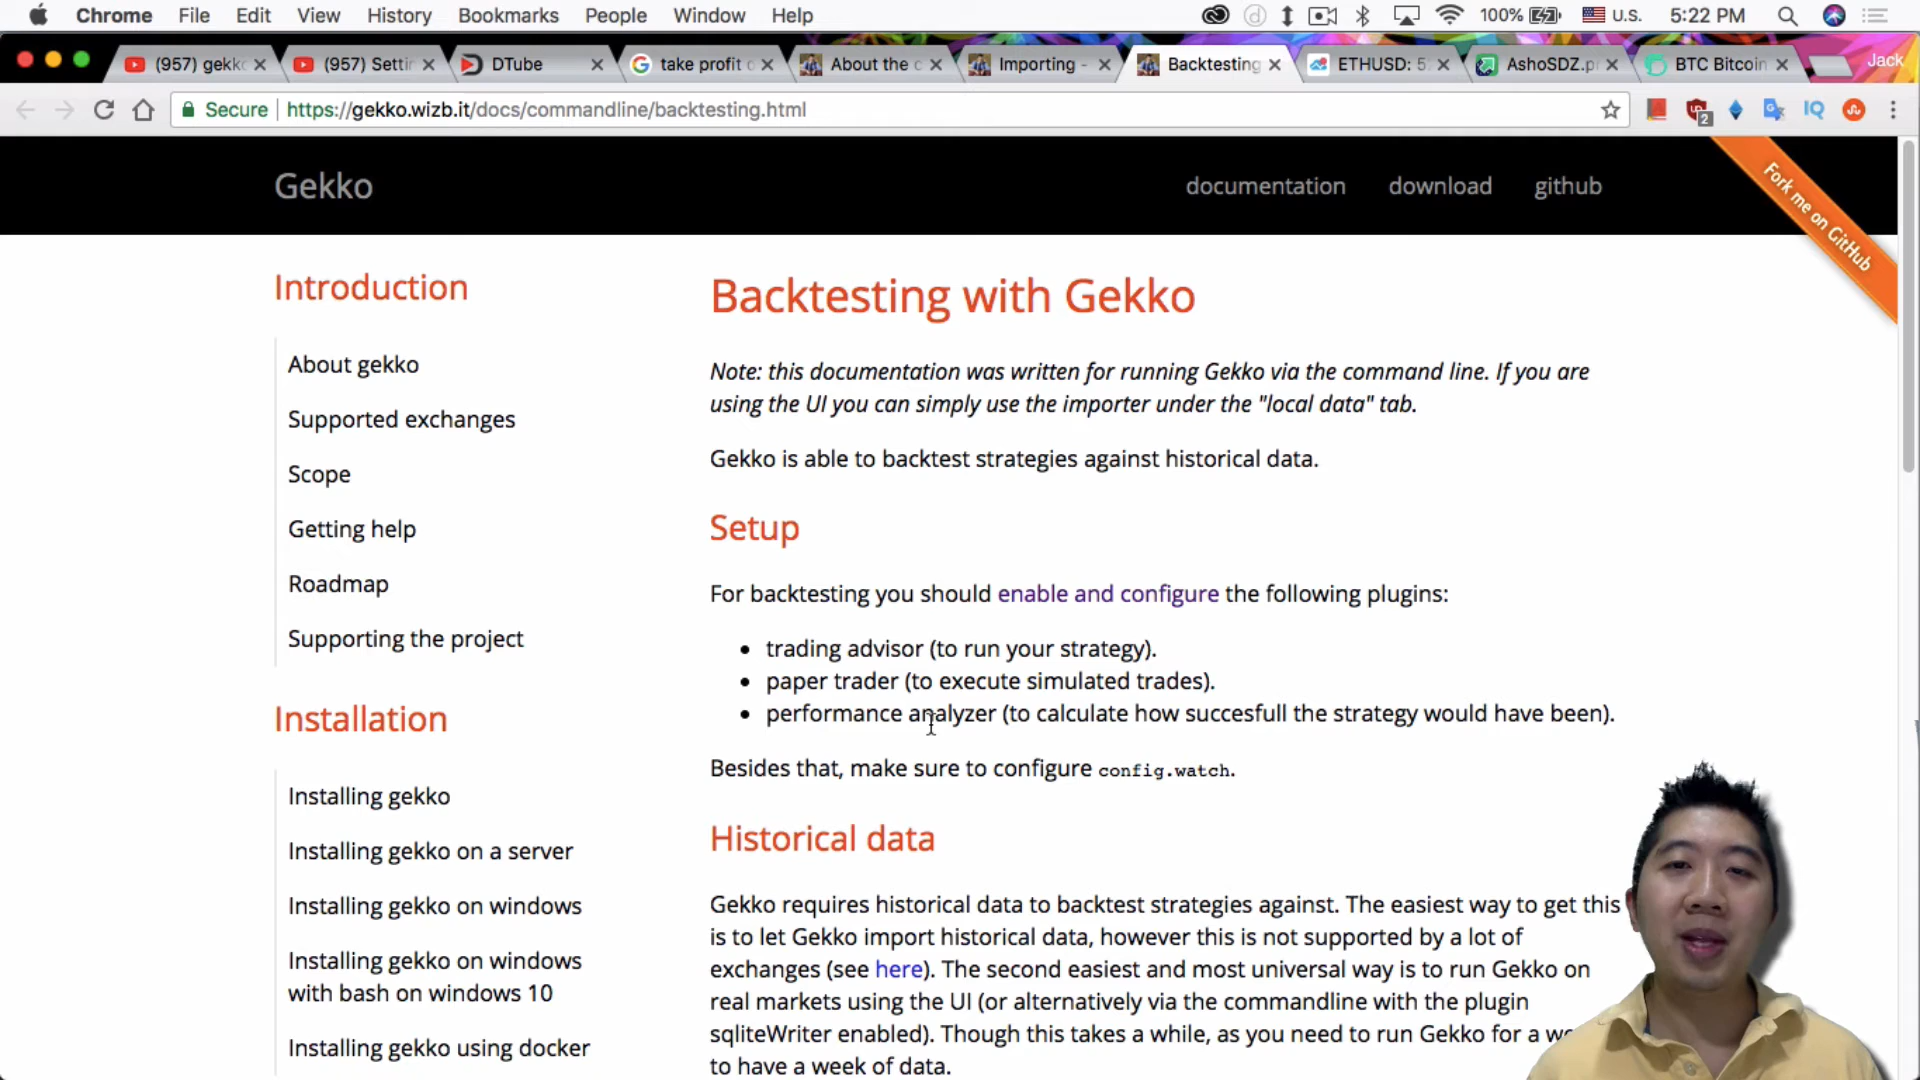 Chrome File Edit View History Bookmarks People Window Help 100% U.S. 5:22 PM
(957) gekk (957) Setti DTube take profit About the c Importing - Backtesting ETHUSD: 5 AshoSDZ.p BTC Bitcoin Jack
Secure https://gekko.wizb.it/docs/commandline/backtesting.html 2 IQ
Gekko documentation download github
Fork me on GitHub
Introduction
About gekko
Supported exchanges
Scope
Getting help
Roadmap
Supporting the project
Installation
Installing gekko
Installing gekko on a server
Installing gekko on windows
Installing gekko on windows
with bash on windows 10
Installing gekko using docker
Backtesting with Gekko
Note: this documentation was written for running Gekko via the command line. If you are
using the UI you can simply use the importer under the "local data" tab.
Gekko is able to backtest strategies against historical data.
Setup
For backtesting you should enable and configure the following plugins:
• trading advisor (to run your strategy).
• paper trader (to execute simulated trades).
• performance analyzer (to calculate how succesfull the strategy would have been).
Besides that, make sure to configure config.watch.
Historical data
Gekko requires historical data to backtest strategies against. The easiest way to get this
is to let Gekko import historical data, however this is not supported by a lot of
exchanges (see here). The second easiest and most universal way is to run Gekko on
real markets using the UI (or alternatively via the commandline with the plugin
sqliteWriter enabled). Though this takes a while, as you need to run Gekko for a we
to have a week of data.